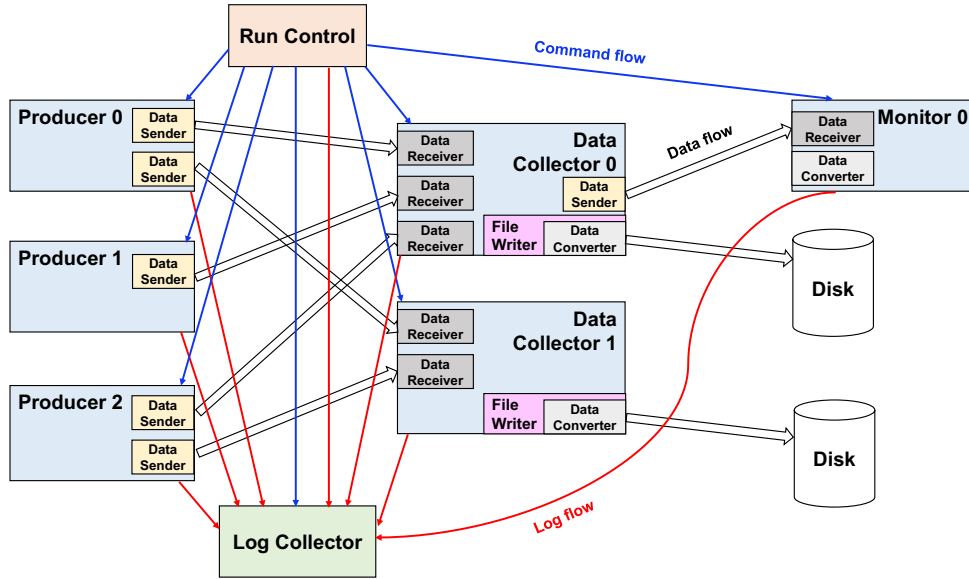 Run Control
Command flow
Producer 0
Data
Sender
Data
Sender
Data
Receiver
Data
Collector 0
Data
Receiver
Data
Receiver
Data
Sender
File
Writer
Data
Converter
Data flow
Monitor 0
Data
Receiver
Data
Converter
Producer 1
Data
Sender
Disk
Data
Receiver
Data
Collector 1
Data
Receiver
File
Writer
Data
Converter
Producer 2
Data
Sender
Data
Sender
Disk
Log Collector
Log flow